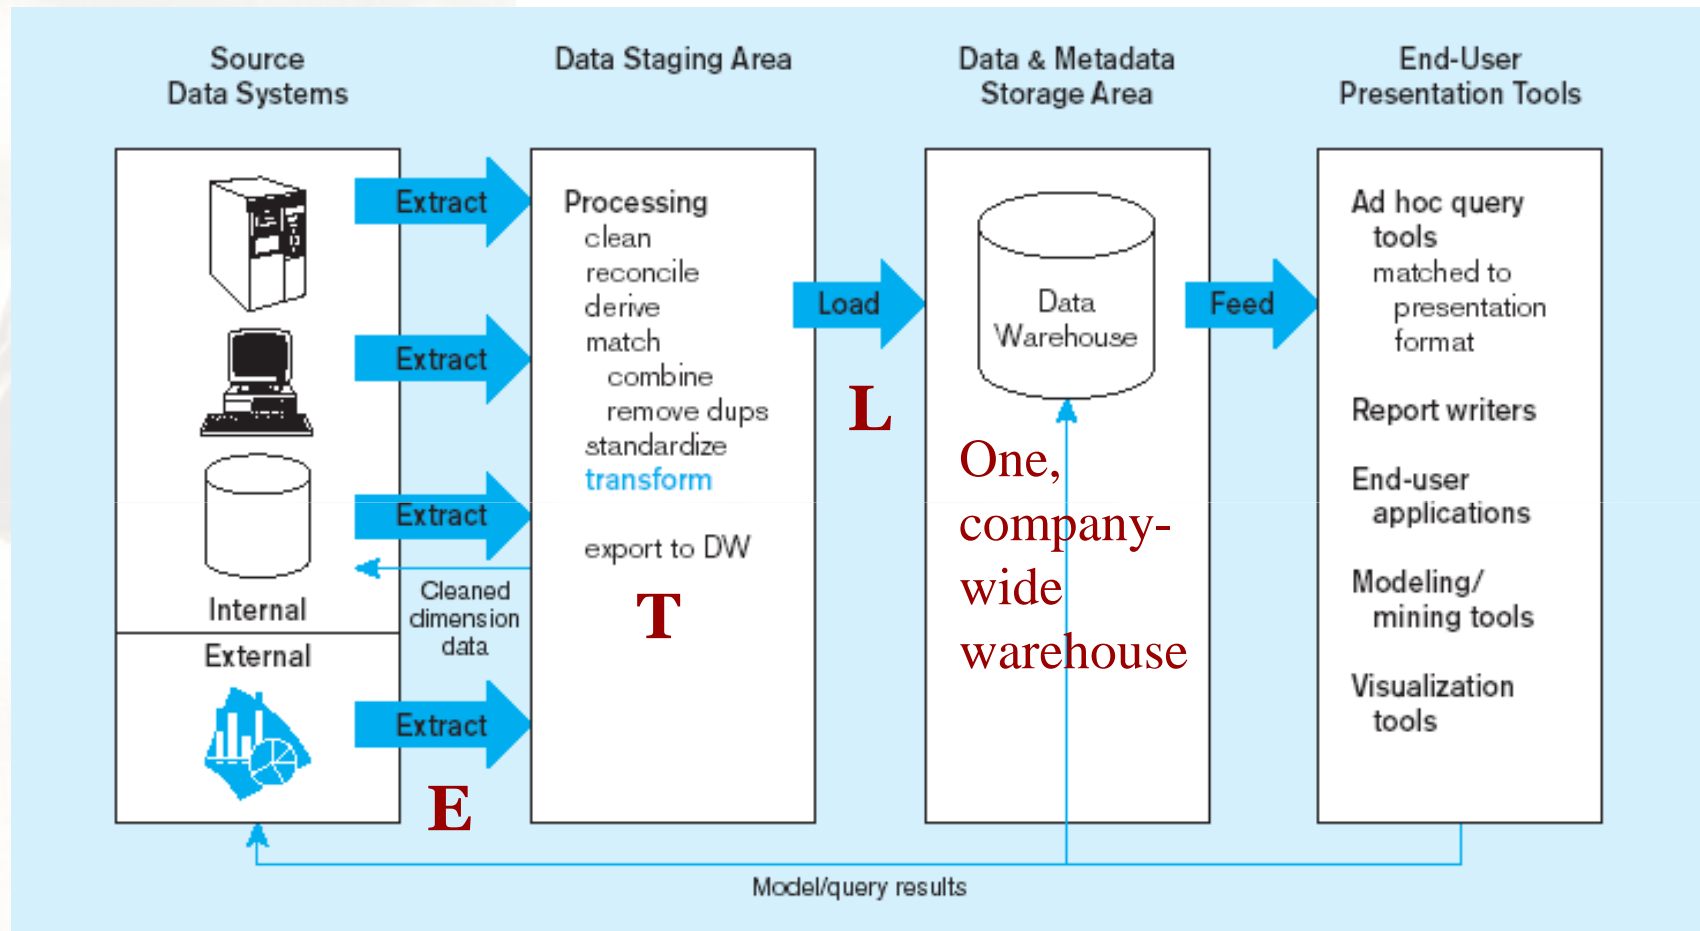 Source
Data Systems
Data Staging Area
Data & Metadata
Storage Area
End-User
Presentation Tools
Extract
Extract
Extract
Internal
External
Extract
E
Cleaned
dimension
data
Processing
clean
reconcile
derive
match
combine
remove dups
standardize
transform
export to DW
T
Load
L
Data
Warehouse
One,
company-
wide
warehouse
Feed
Ad hoc query
tools
matched to
presentation
format
Report writers
End-user
applications
Modeling/
mining tools
Visualization
tools
Model/query results